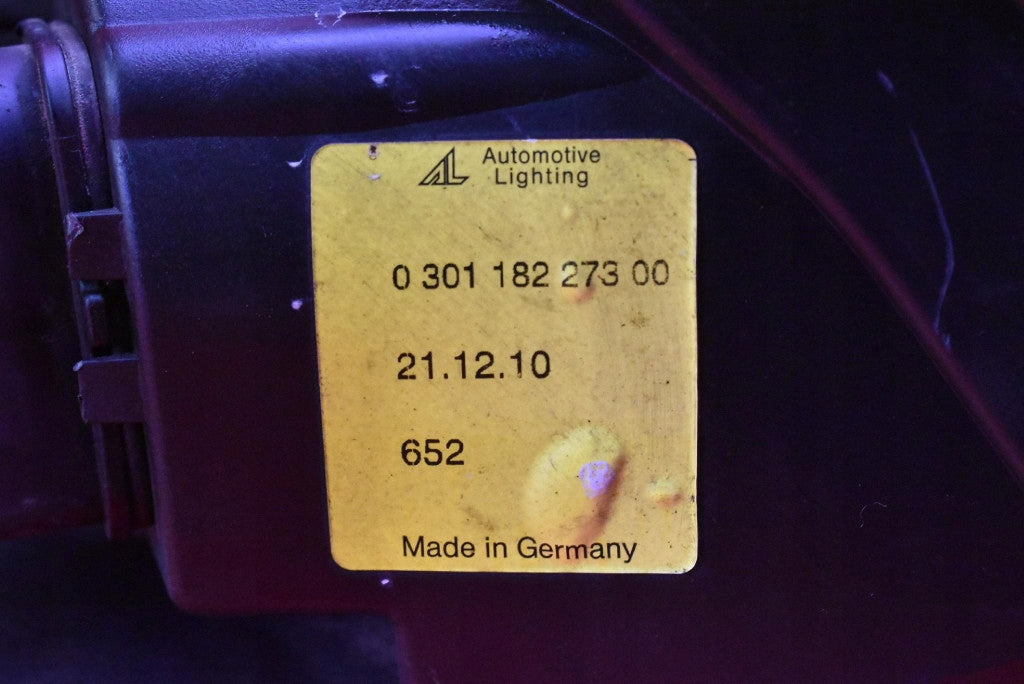 AL Automotive
Lighting
0 301 182 273 00
21.12.10
652
Made in Germany